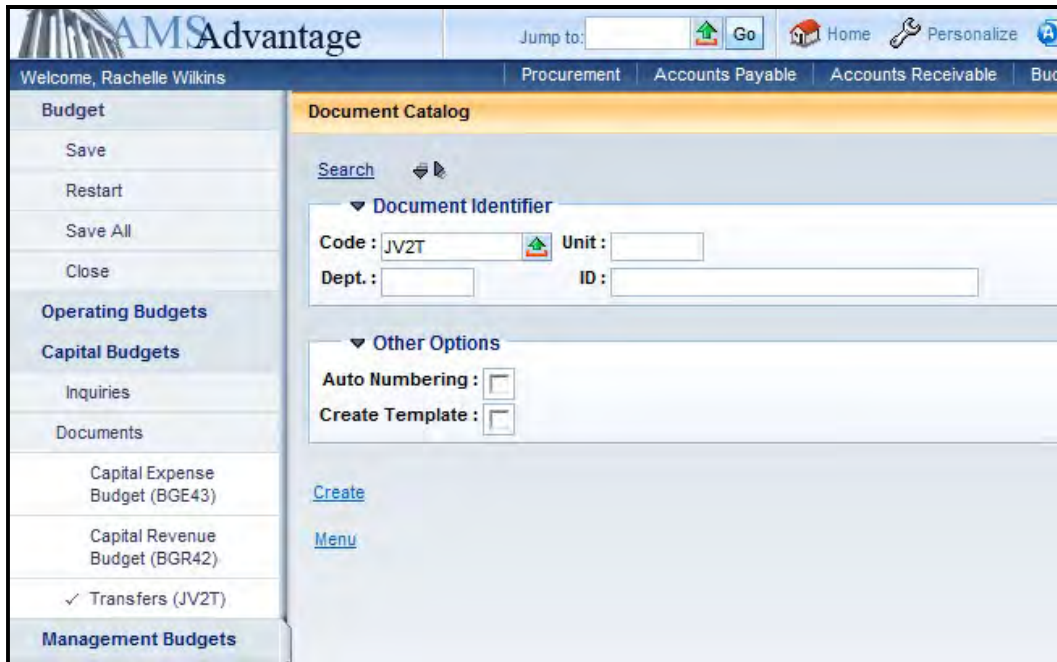 AMSAdvantage
Jump to: Go Home Personalize
Welcome, Rachelle Wilkins
Procurement Accounts Payable Accounts Receivable Bud
Budget
Save
Restart
Save All
Close
Operating Budgets
Capital Budgets
Inquiries
Documents
Capital Expense
Budget (BGE43)
Capital Revenue
Budget (BGR42)
✓ Transfers (JV2T)
Management Budgets
Document Catalog
Search
Document Identifier
Code : JV2T Unit :
Dept. : ID :
Other Options
Auto Numbering :
Create Template :
Create
Menu